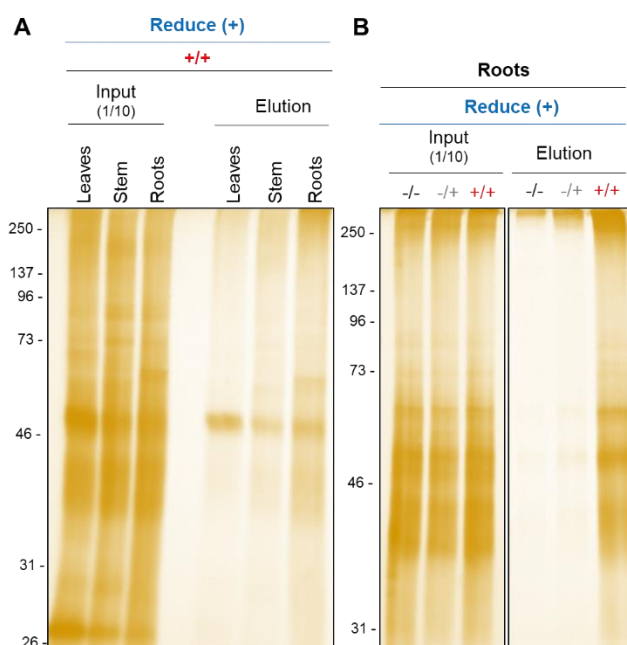 A
Reduce (+)
+/+
Input
(1/10)
Elution
Leaves
Stem
Roots
Leaves
Stem
Roots
250 -
137 -
96 -
73 -
46 -
31 -
26 -
B
Roots
Reduce (+)
Input
(1/10)
Elution
-/- -/+ +/+ -/- -/+ +/+
250 -
137 -
96 -
73 -
46 -
31 -